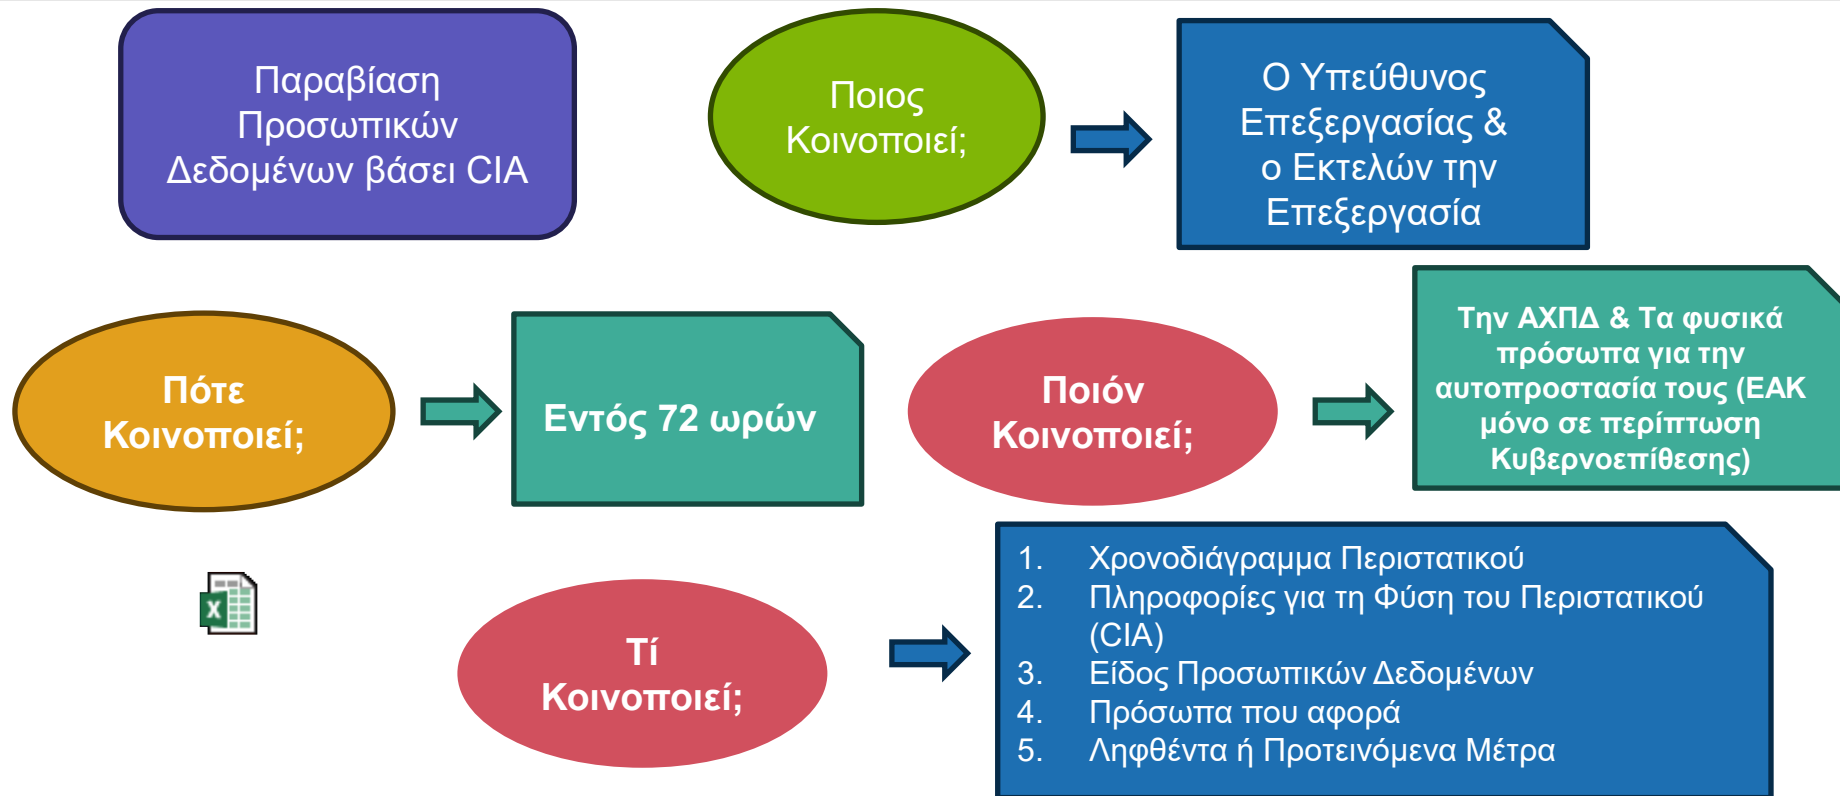 Παραβίαση
Προσωπικών
Δεδομένων βάσει CIA
Ποιος
Κοινοποιεί;
Ο Υπεύθυνος
Επεξεργασίας &
ο Εκτελών την
Επεξεργασία
Πότε
Κοινοποιεί;
Εντός 72 ωρών
Ποιόν
Κοινοποιεί;
Την ΑΧΠΔ & Τα φυσικά
πρόσωπα για την
αυτοπροστασία τους (ΕΑΚ
μόνο σε περίπτωση
Κυβερνοεπίθεσης)
Τί
Κοινοποιεί;
1. Χρονοδιάγραμμα Περιστατικού
2. Πληροφορίες για τη Φύση του Περιστατικού
(CIA)
3. Είδος Προσωπικών Δεδομένων
4. Πρόσωπα που αφορά
5. Ληφθέντα ή Προτεινόμενα Μέτρα
X